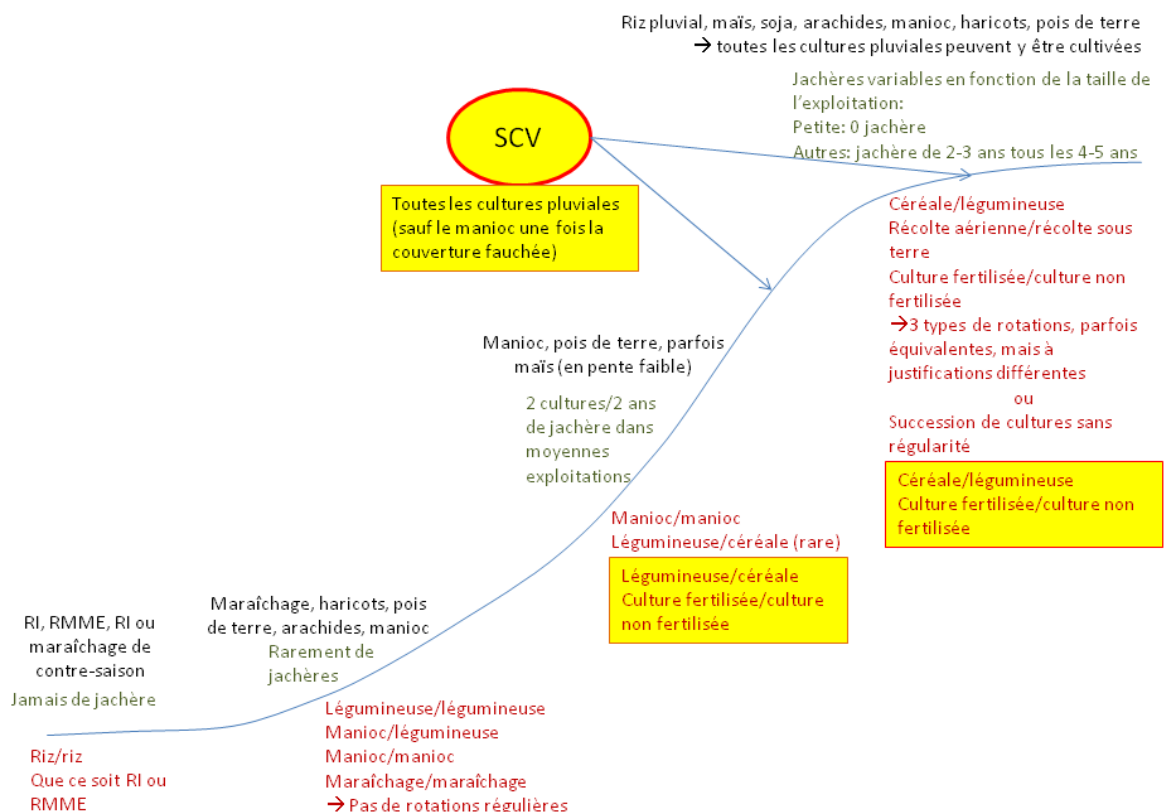 Riz pluvial, maïs, soja, arachides, manioc, haricots, pois de terre
→ toutes les cultures pluviales peuvent y être cultivées
Jachères variables en fonction de la taille de
l'exploitation:
Petite: 0 jachère
Autres: jachère de 2-3 ans tous les 4-5 ans
SCV
Toutes les cultures pluviales
(sauf le manioc une fois la
couverture fauchée)
Céréale/légumineuse
Récolte aérienne/récolte sous
terre
Culture fertilisée/culture non
fertilisée
→3 types de rotations, parfois
équivalentes, mais à
justifications différentes
ou
Succession de cultures sans
régularité
Céréale/légumineuse
Culture fertilisée/culture non
fertilisée
Manioc, pois de terre, parfois
maïs (en pente faible)
2 cultures/2 ans
de jachère dans
moyennes
exploitations
Manioc/manioc
Légumineuse/céréale (rare)
Légumineuse/céréale
Culture fertilisée/culture
non fertilisée
Maraîchage, haricots, pois
de terre, arachides, manioc
Rarement de
jachères
Légumineuse/légumineuse
Manioc/légumineuse
Manioc/manioc
Maraîchage/maraîchage
→ Pas de rotations régulières
RI, RMME, RI ou
maraîchage de
contre-saison
Jamais de jachère
Riz/riz
Que ce soit RI ou
RMME